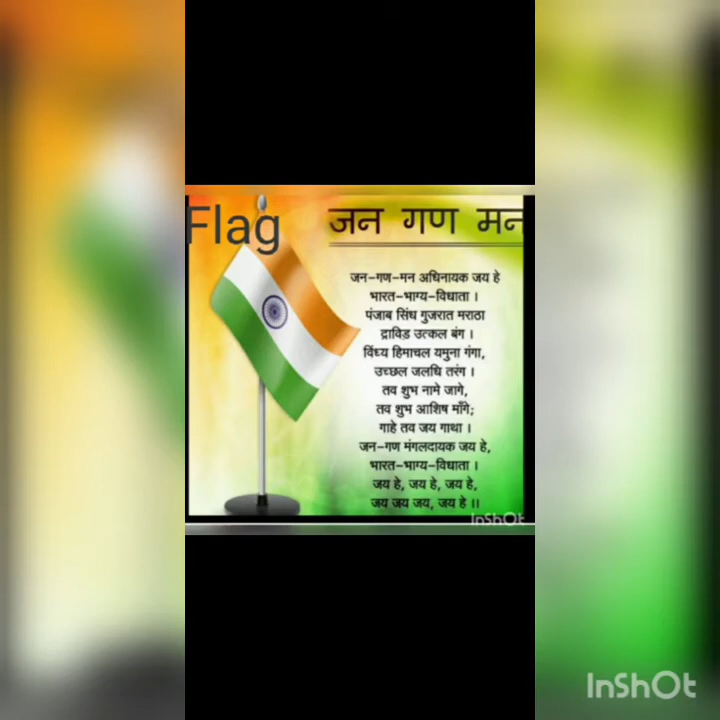 Flag
जन गण मन
जन-गण-मन अधिनायक जय हे
भारत-भाग्य-विधाता ।
पंजाब सिंध गुजरात मराठा
द्राविड़ उत्कल बंग ।
विंध्य हिमाचल यमुना गंगा,
उच्छल जलधि तरंग ।
तव शुभ नामे जागे,
तव शुभ आशिष माँगे;
गाहे तव जय गाथा ।
जन-गण मंगलदायक जय हे,
भारत-भाग्य-विधाता ।
जय हे, जय हे, जय हे,
जय जय जय, जय हे ।।
InShOt
InShOt